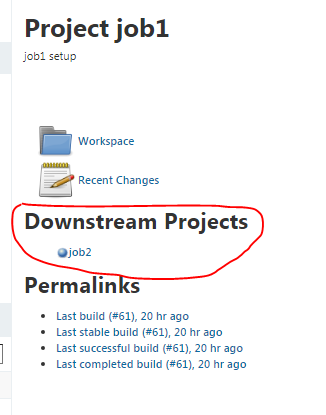 Project job1
job1 setup
Workspace
Recent Changes
Downstream Projects
job2
Permalinks
Last build (#61), 20 hr ago
Last stable build (#61), 20 hr ago
Last successful build (#61), 20 hr ago
Last completed build (#61), 20 hr ago